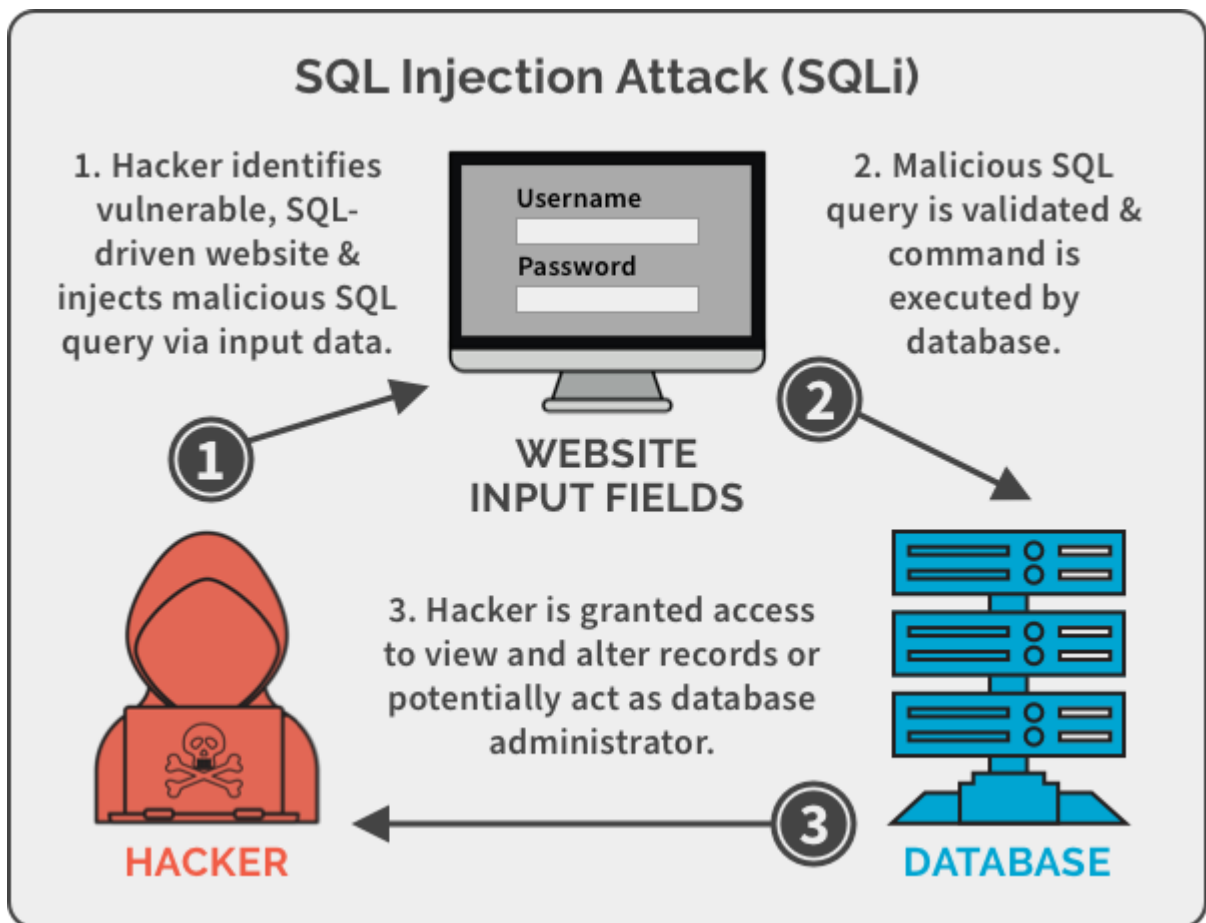 SQL Injection Attack (SQLi)
1. Hacker identifies
vulnerable, SQL-
driven website &
injects malicious SQL
query via input data.
Username
Password
2. Malicious SQL
query is validated &
command is
executed by
database.
1
2
WEBSITE
INPUT FIELDS
3. Hacker is granted access
to view and alter records or
potentially act as database
administrator.
3
HACKER
DATABASE